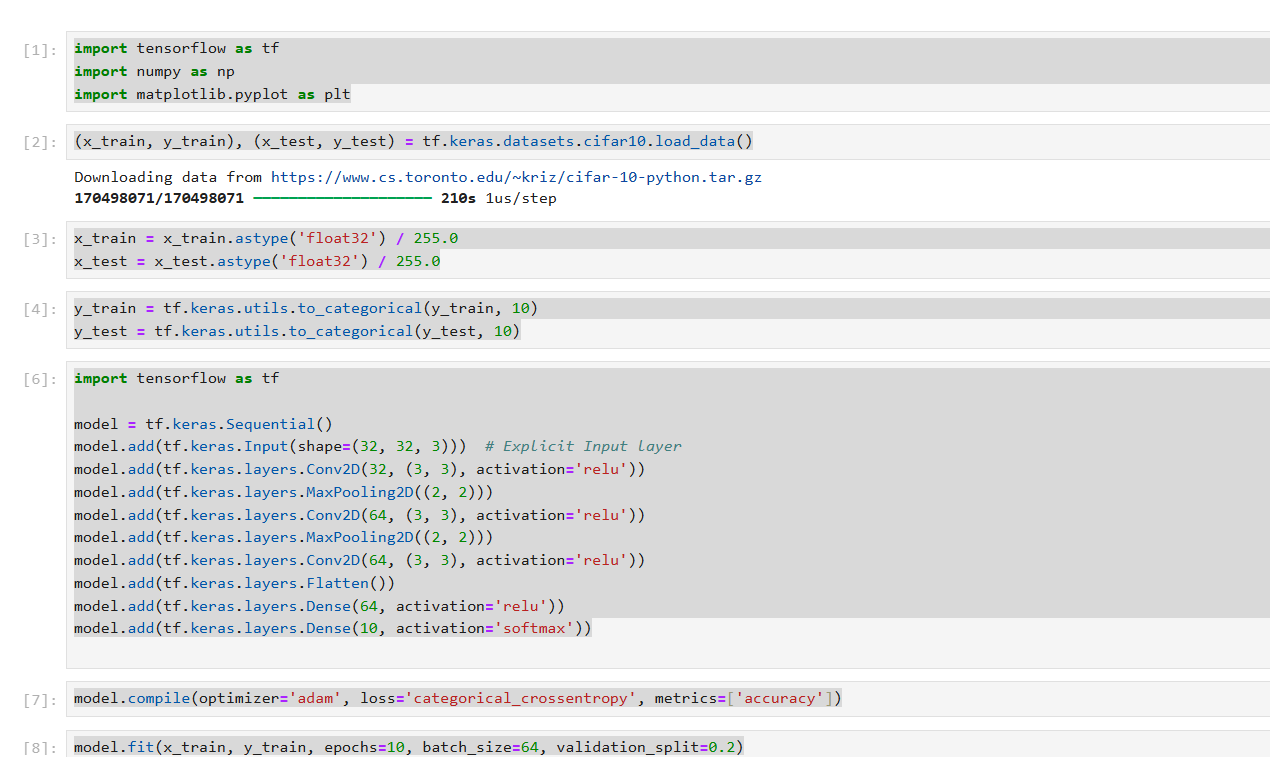 [1]: import tensorflow as tf
import numpy as np
import matplotlib.pyplot as plt
[2]: (x_train, y_train), (x_test, y_test) = tf.keras.datasets.cifar10.load_data()
Downloading data from https://www.cs.toronto.edu/~kriz/cifar-10-python.tar.gz
170498071/170498071 ━━━━━━━━━━━━━━━━━━━━ 210s 1us/step
[3]: x_train = x_train.astype('float32') / 255.0
x_test = x_test.astype('float32') / 255.0
[4]: y_train = tf.keras.utils.to_categorical(y_train, 10)
y_test = tf.keras.utils.to_categorical(y_test, 10)
[6]: import tensorflow as tf
model = tf.keras.Sequential()
model.add(tf.keras.Input(shape=(32, 32, 3)))  # Explicit Input layer
model.add(tf.keras.layers.Conv2D(32, (3, 3), activation='relu'))
model.add(tf.keras.layers.MaxPooling2D((2, 2)))
model.add(tf.keras.layers.Conv2D(64, (3, 3), activation='relu'))
model.add(tf.keras.layers.MaxPooling2D((2, 2)))
model.add(tf.keras.layers.Conv2D(64, (3, 3), activation='relu'))
model.add(tf.keras.layers.Flatten())
model.add(tf.keras.layers.Dense(64, activation='relu'))
model.add(tf.keras.layers.Dense(10, activation='softmax'))
[7]: model.compile(optimizer='adam', loss='categorical_crossentropy', metrics=['accuracy'])
[8]: model.fit(x_train, y_train, epochs=10, batch_size=64, validation_split=0.2)